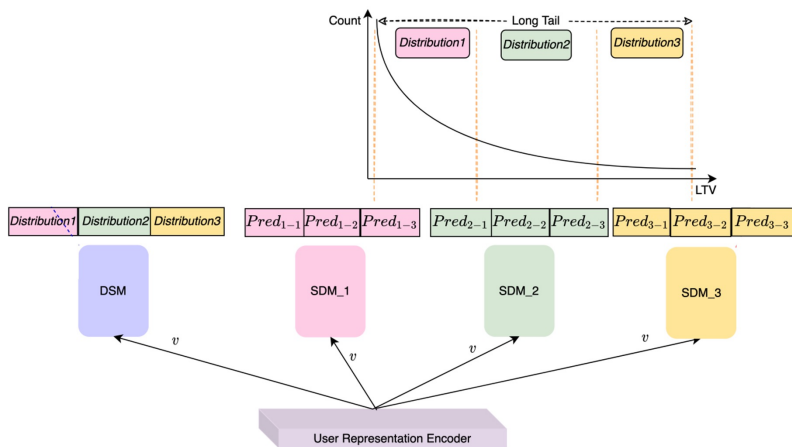 Count
Long Tail
Distribution1
Distribution2
Distribution3
LTV
Distribution1 Distribution2 Distribution3
Pred1-1 Pred1-2 Pred1-3
Pred2-1 Pred2-2 Pred2-3
Pred3-1 Pred3-2 Pred3-3
DSM
SDM_1
SDM_2
SDM_3
v
v
v
v
User Representation Encoder